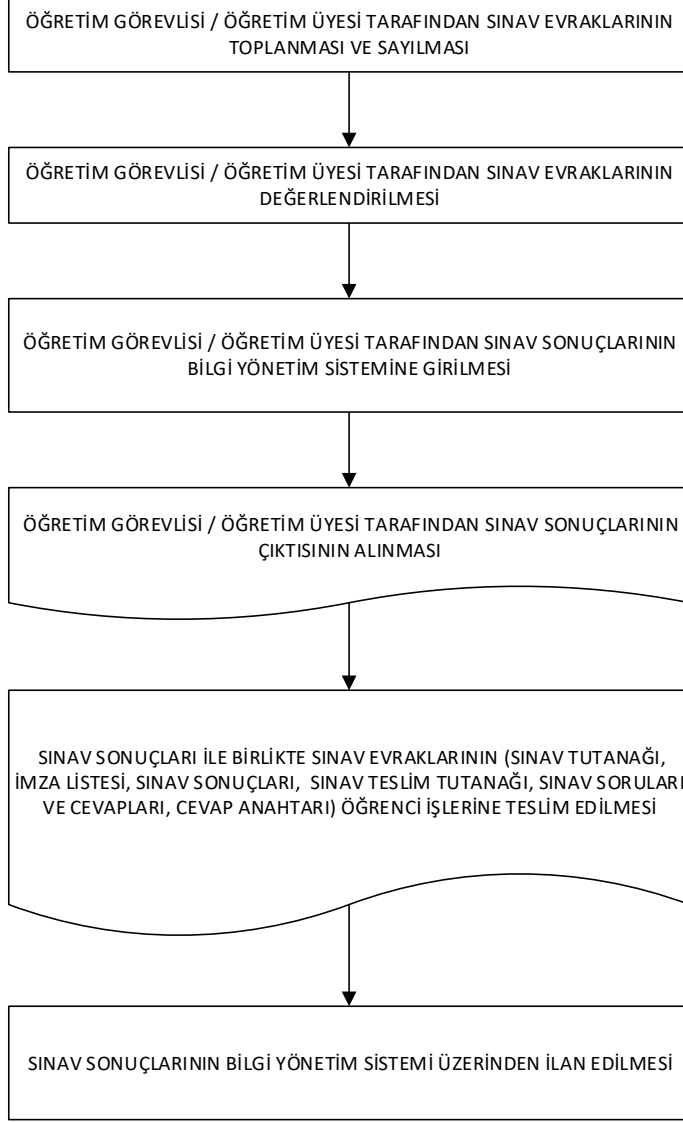 ÖĞRETİM GÖREVLİSİ / ÖĞRETİM ÜYESİ TARAFINDAN SINAV EVRAKLARININ
TOPLANMASI VE SAYILMASI
ÖĞRETİM GÖREVLİSİ / ÖĞRETİM ÜYESİ TARAFINDAN SINAV EVRAKLARININ
DEĞERLENDİRİLMESİ
ÖĞRETİM GÖREVLİSİ / ÖĞRETİM ÜYESİ TARAFINDAN SINAV SONUÇLARININ
BİLGİ YÖNETİM SİSTEMİNE GİRİLMESİ
ÖĞRETİM GÖREVLİSİ / ÖĞRETİM ÜYESİ TARAFINDAN SINAV SONUÇLARININ
ÇIKTISININ ALINMASI
SINAV SONUÇLARI İLE BİRLİKTE SINAV EVRAKLARININ (SINAV TUTANAĞI,
İMZA LİSTESİ, SINAV SONUÇLARI, SINAV TESLİM TUTANAĞI, SINAV SORULARI
VE CEVAPLARI, CEVAP ANAHTARI) ÖĞRENCİ İŞLERİNE TESLİM EDİLMESİ
SINAV SONUÇLARININ BİLGİ YÖNETİM SİSTEMİ ÜZERİNDEN İLAN EDİLMESİ